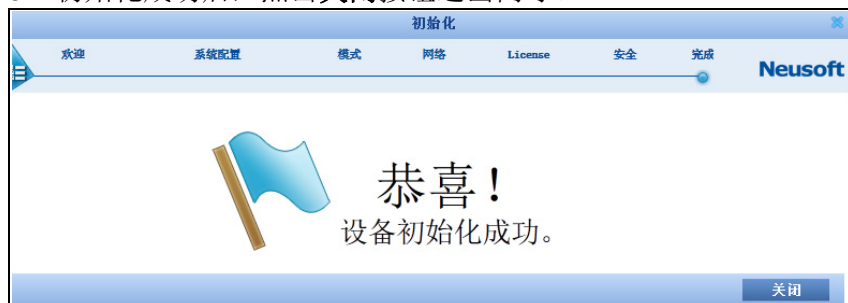 初始化
欢迎 系统配置 模式 网络 License 安全 完成
Neusoft
恭喜！
设备初始化成功。
关闭